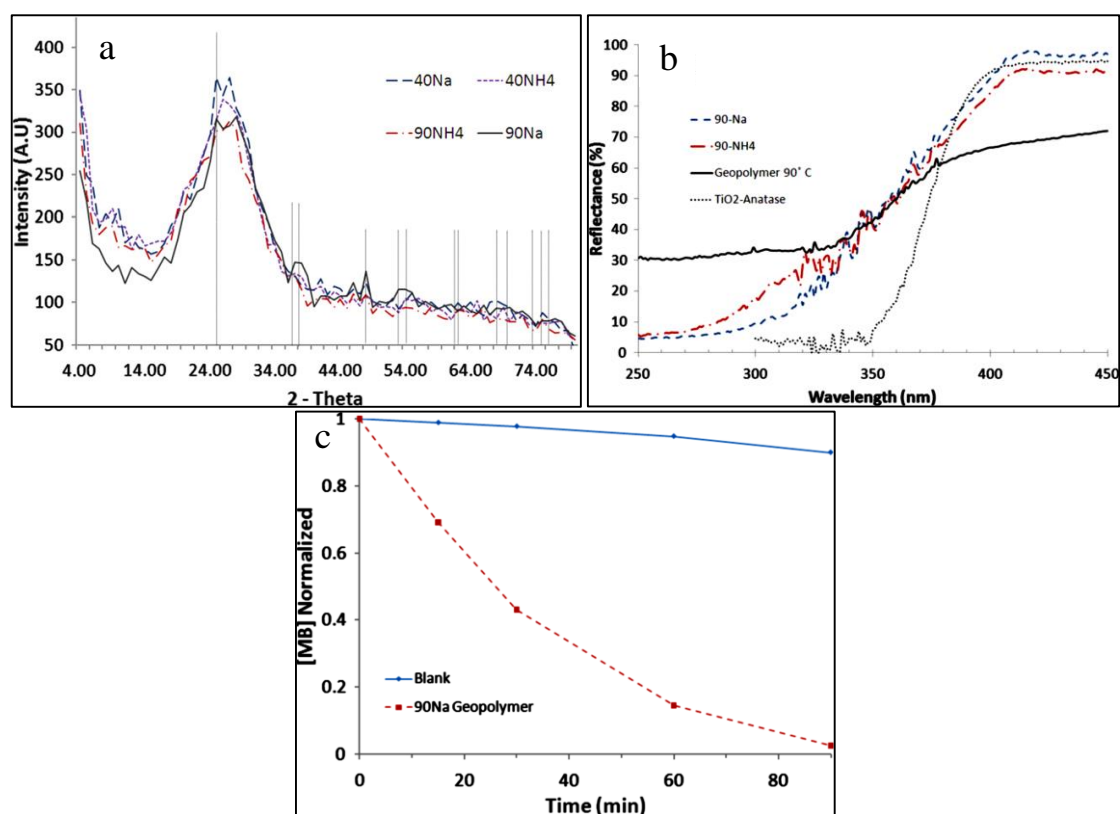 a
400
350
300
250
200
150
100
50
Intensity (A.U)
40Na
40NH4
90NH4
90Na
4.00 14.00 24.00 34.00 44.00 54.00 64.00 74.00
2 - Theta
b
100
90
80
70
60
50
40
30
20
10
0
Reflectance (%)
90-Na
90-NH4
Geopolymer 90˚ C
TiO2-Anatase
250 300 350 400 450
Wavelength (nm)
c
1
0.8
0.6
0.4
0.2
0
[MB] Normalized
Blank
90Na Geopolymer
0 20 40 60 80
Time (min)